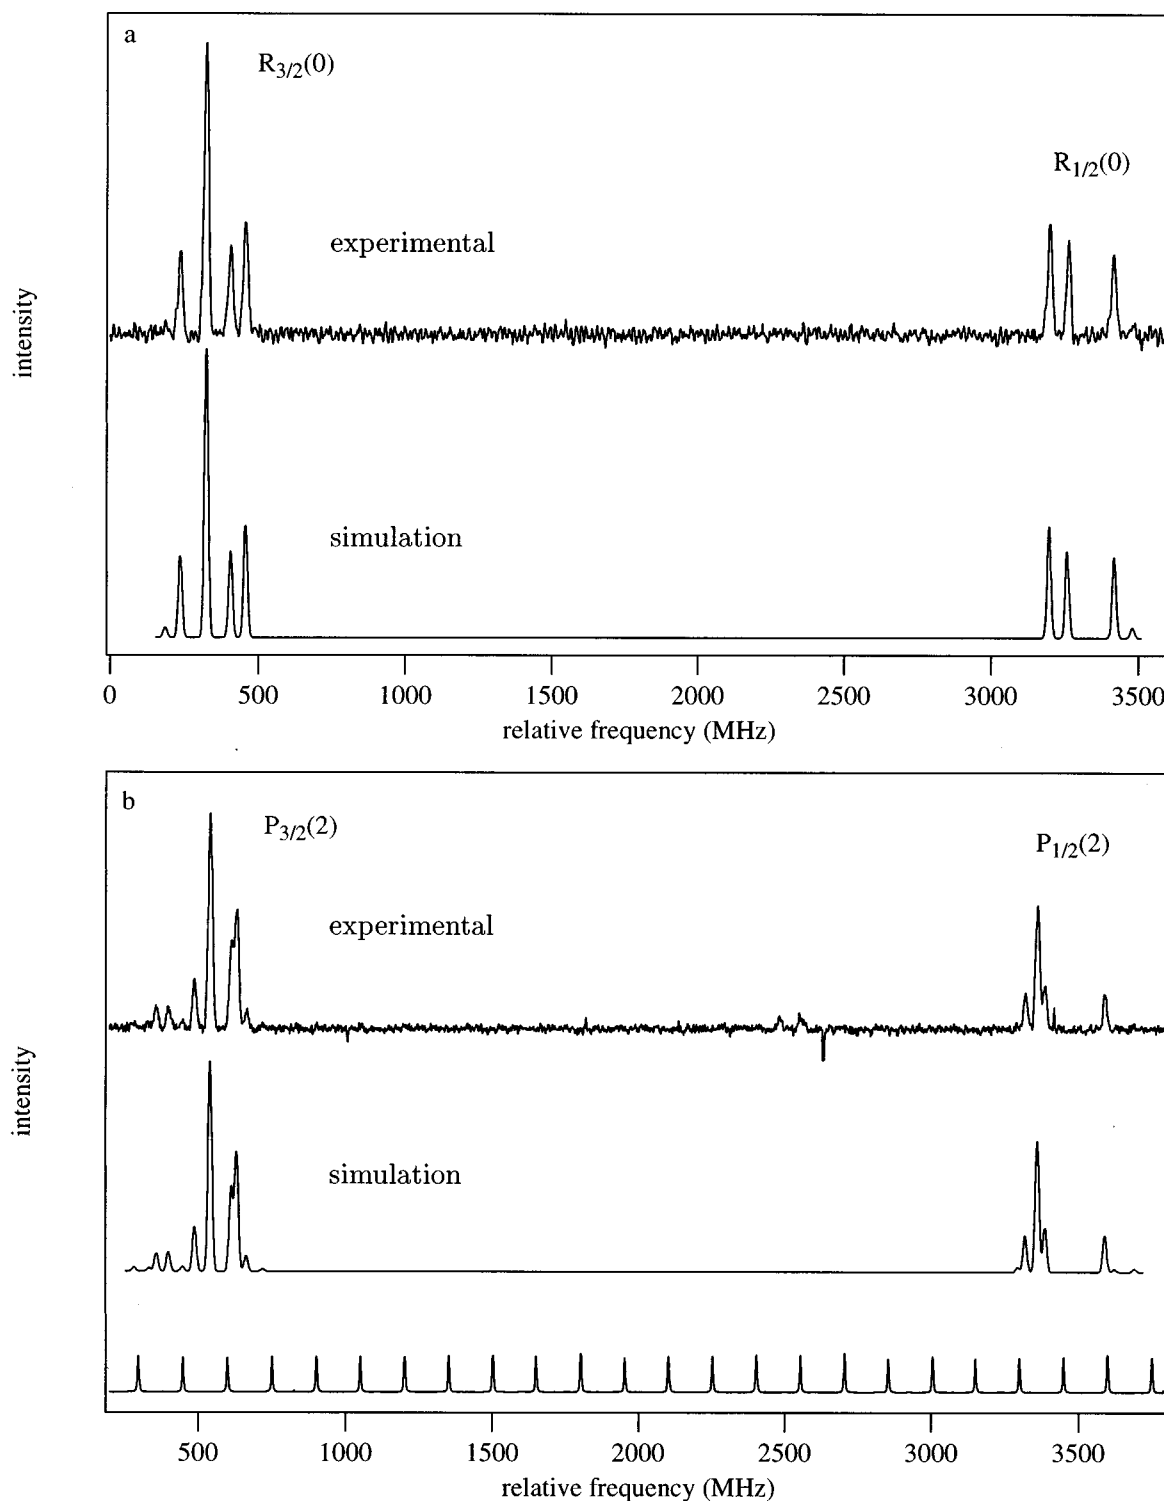 a
R3/2(0)
R1/2(0)
experimental
intensity
simulation
0 500 1000 1500 2000 2500 3000 3500
relative frequency (MHz)
b
P3/2(2)
P1/2(2)
experimental
intensity
simulation
500 1000 1500 2000 2500 3000 3500
relative frequency (MHz)